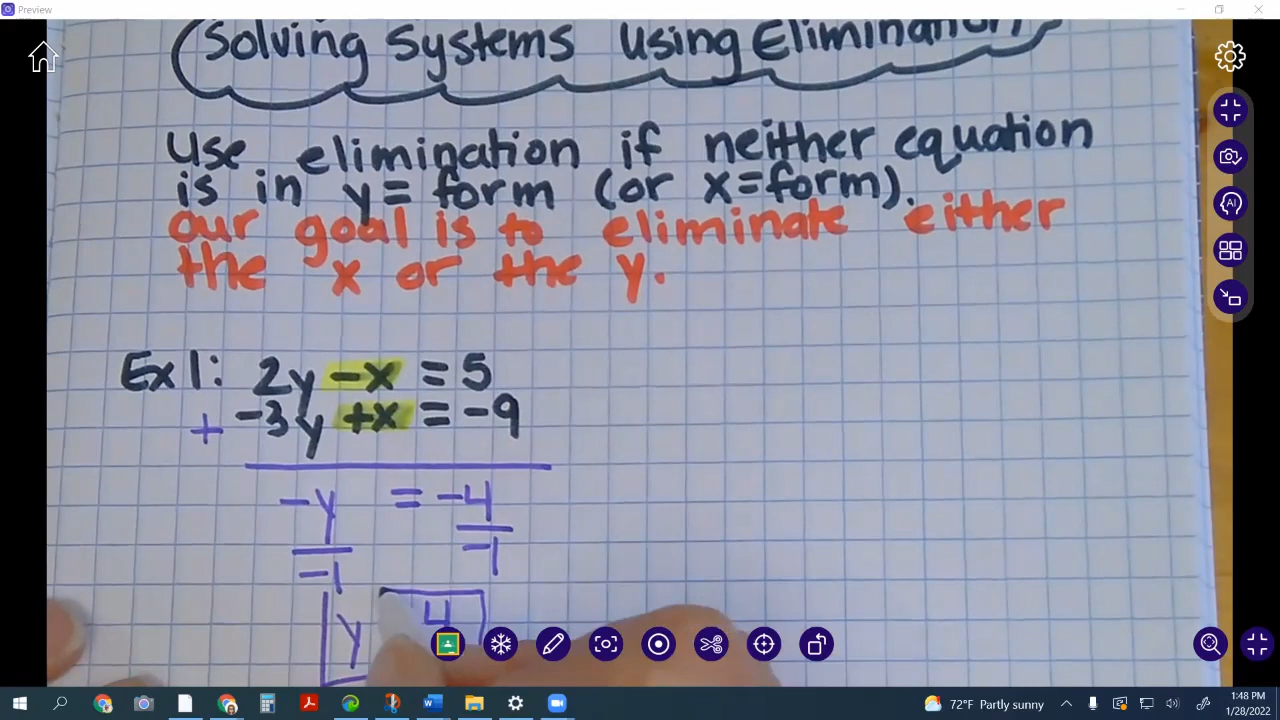 Preview
Solving Systems Using Elimination
Use elimination if neither equation
is in y = form (or x=form).
our goal is to eliminate either
the x or the y.
Ex 1: 2y -x = 5
+ -3y +x = -9
-y = -4
-1 -1
y 4
AI
72°F Partly sunny
1:48 PM
1/28/2022